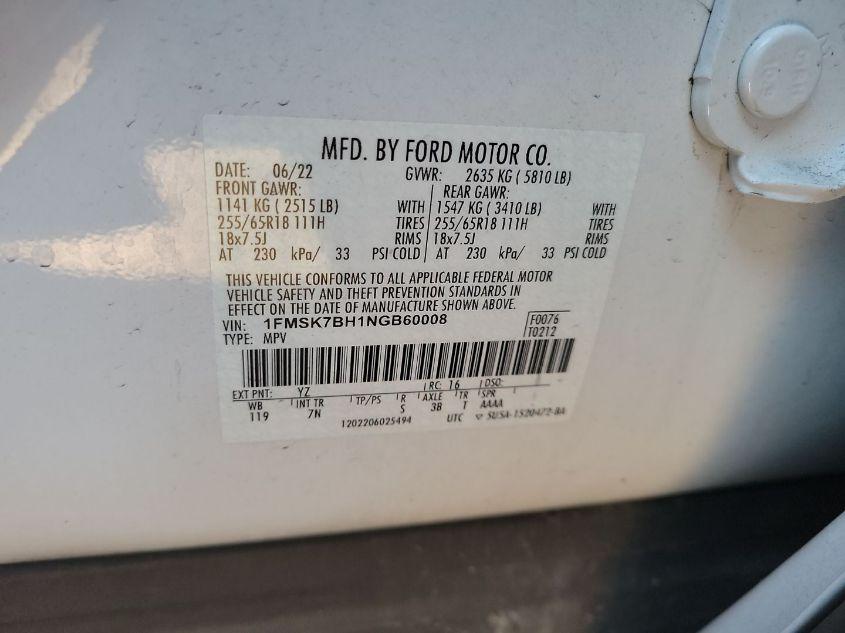 MFD. BY FORD MOTOR CO.
DATE: 06/22 GVWR: 2635 KG ( 5810 LB)
FRONT GAWR: REAR GAWR:
1141 KG ( 2515 LB) WITH 1547 KG ( 3410 LB) WITH
255/65R18 111H TIRES 255/65R18 111H TIRES
18x7.5J RIMS 18x7.5J RIMS
AT 230 kPa/ 33 PSI COLD AT 230 kPa/ 33 PSI COLD
THIS VEHICLE CONFORMS TO ALL APPLICABLE FEDERAL MOTOR
VEHICLE SAFETY AND THEFT PREVENTION STANDARDS IN
EFFECT ON THE DATE OF MANUFACTURE SHOWN ABOVE.
VIN: 1FMSK7BH1NGB60008 F0076
TYPE: MPV T0212
EXT PNT: YZ RC: 16 DSO:
WB INT TR TP/PS R AXLE TR SPR
119 7N S 3B T AAAA
1202206025494 UTC SU5A-1520472-BA